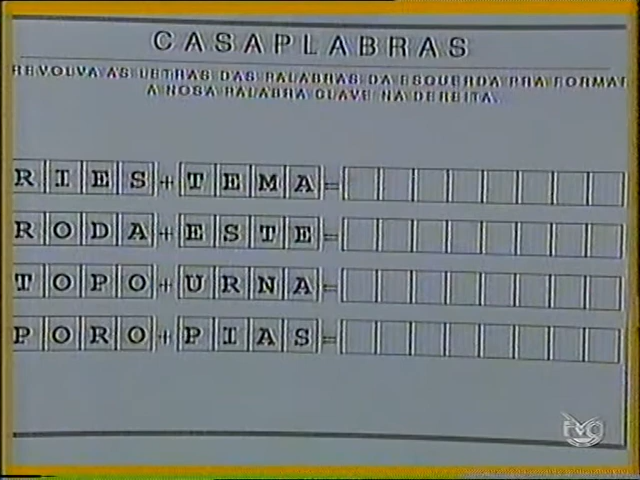 CASAPLABRAS
REVOLVA AS LETRAS DAS PALABRAS DA ESQUERDA PRA FORMAR
A NOSA PALABRA CLAVE NA DEREITA.
RIES+TEMA=
RODA+ESTE=
TOPO+URNA=
PORO+PIAS=